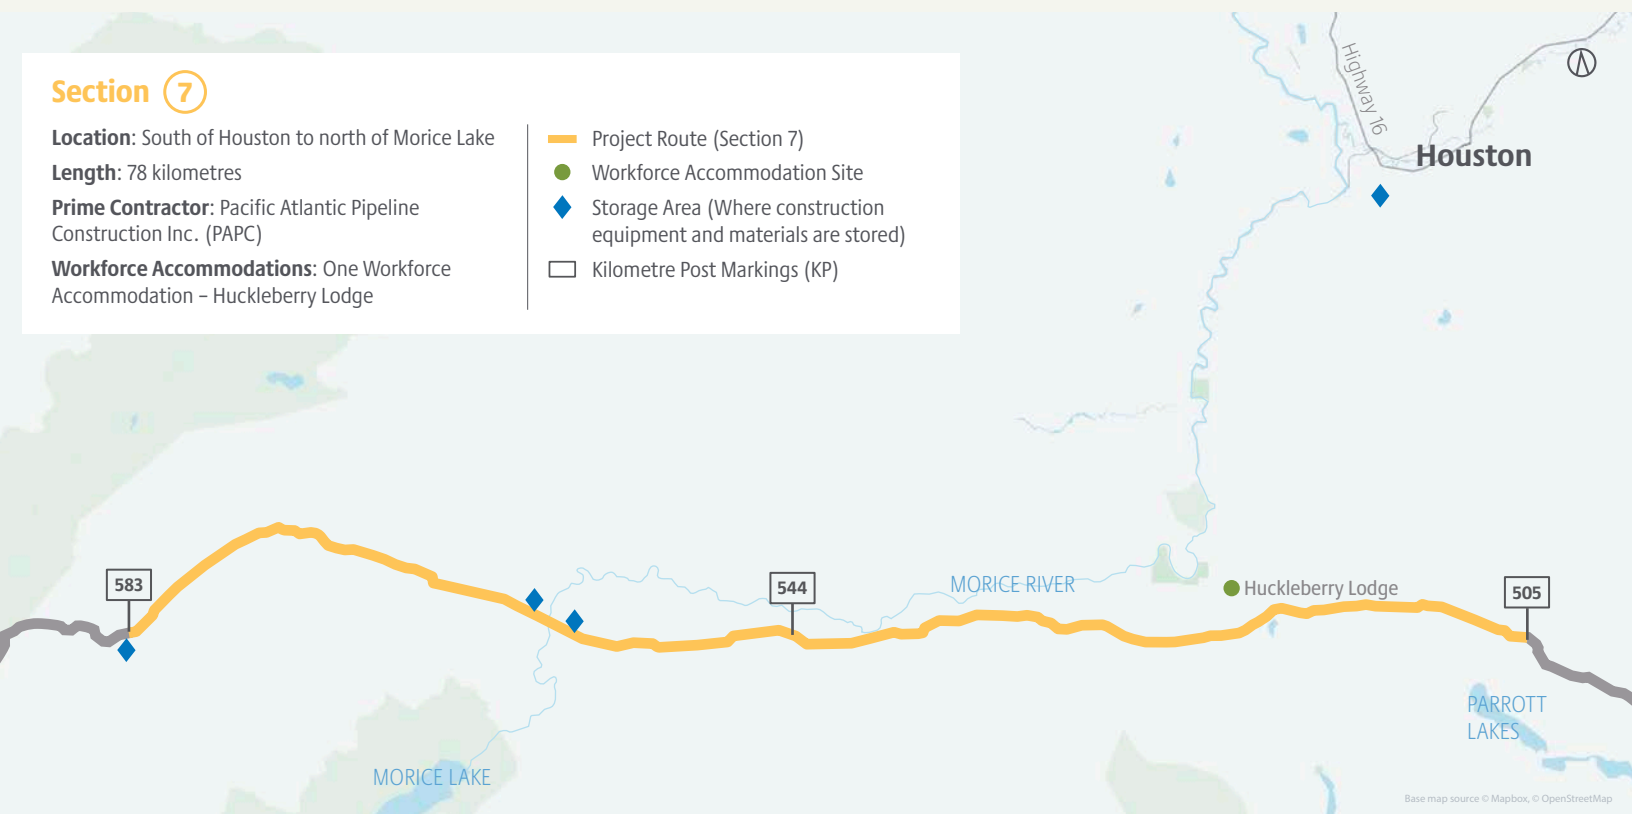 Section 7
Location: South of Houston to north of Morice Lake
Length: 78 kilometres
Prime Contractor: Pacific Atlantic Pipeline
Construction Inc. (PAPC)
Workforce Accommodations: One Workforce
Accommodation – Huckleberry Lodge
Project Route (Section 7)
Workforce Accommodation Site
Storage Area (Where construction
equipment and materials are stored)
Kilometre Post Markings (KP)
Highway 16
Houston
583
544
MORICE RIVER
Huckleberry Lodge
505
PARROTT
LAKES
MORICE LAKE
Base map source © Mapbox, © OpenStreetMap